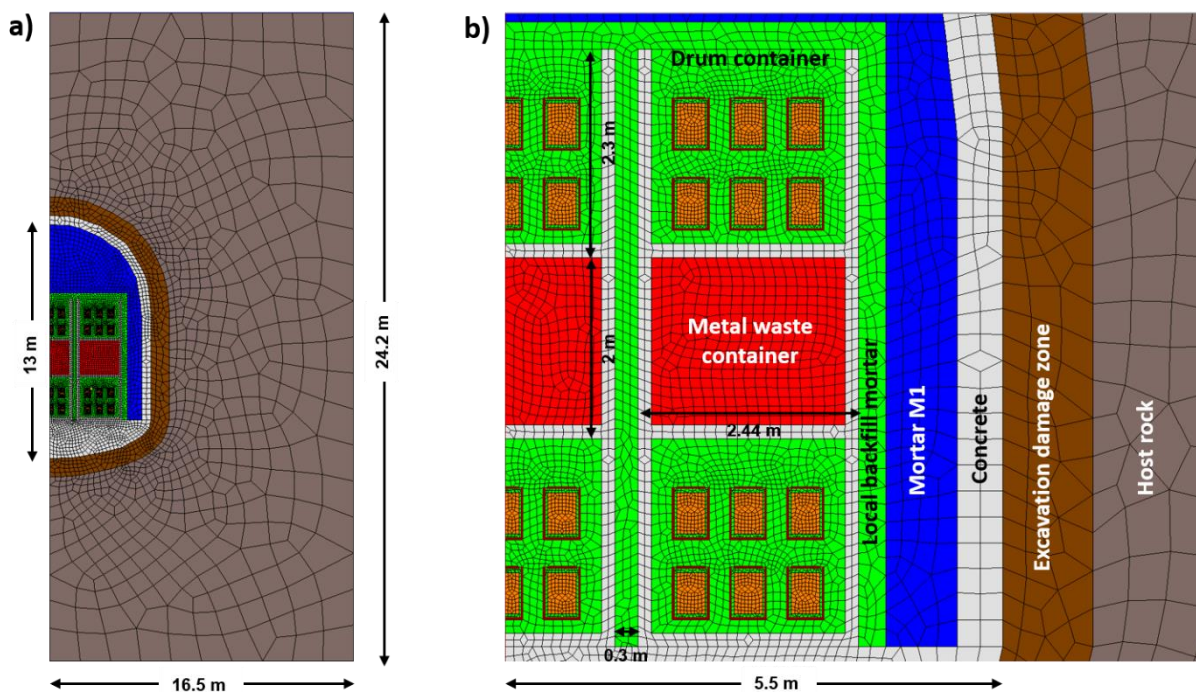 a)
13 m
24.2 m
16.5 m
b)
Drum container
2.3 m
Metal waste
container
2 m
2.44 m
Local backfill mortar
Mortar M1
Concrete
Excavation damage zone
Host rock
0.3 m
5.5 m